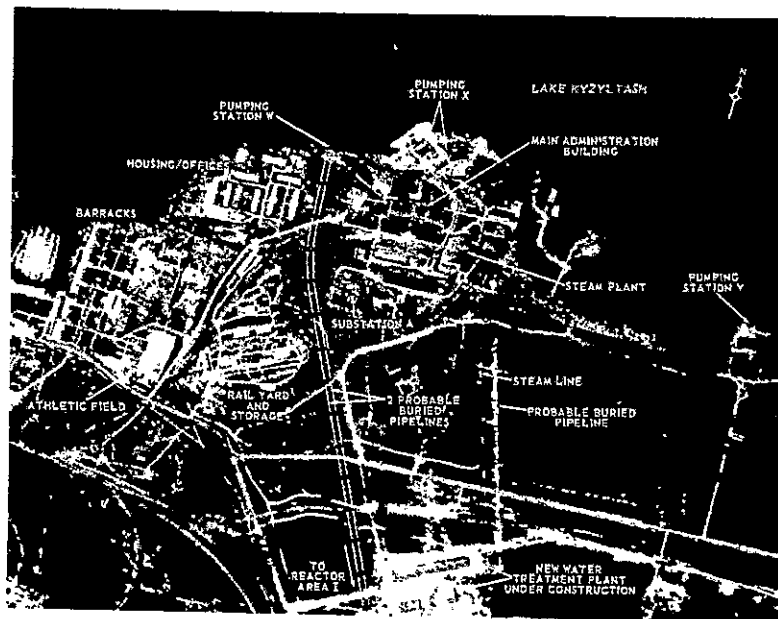 N
PUMPING
STATION X
LAKE KYZYLTASH
PUMPING
STATION W
MAIN ADMINISTRATION
BUILDING
HOUSING/OFFICES
BARRACKS
STEAM PLANT
PUMPING
STATION Y
SUBSTATION A
STEAM LINE
ATHLETIC FIELD
RAIL YARD
AND
STORAGE
2 PROBABLE
BURIED
PIPELINES
PROBABLE BURIED
PIPELINE
TO
REACTOR
AREA I
NEW WATER
TREATMENT PLANT
UNDER CONSTRUCTION